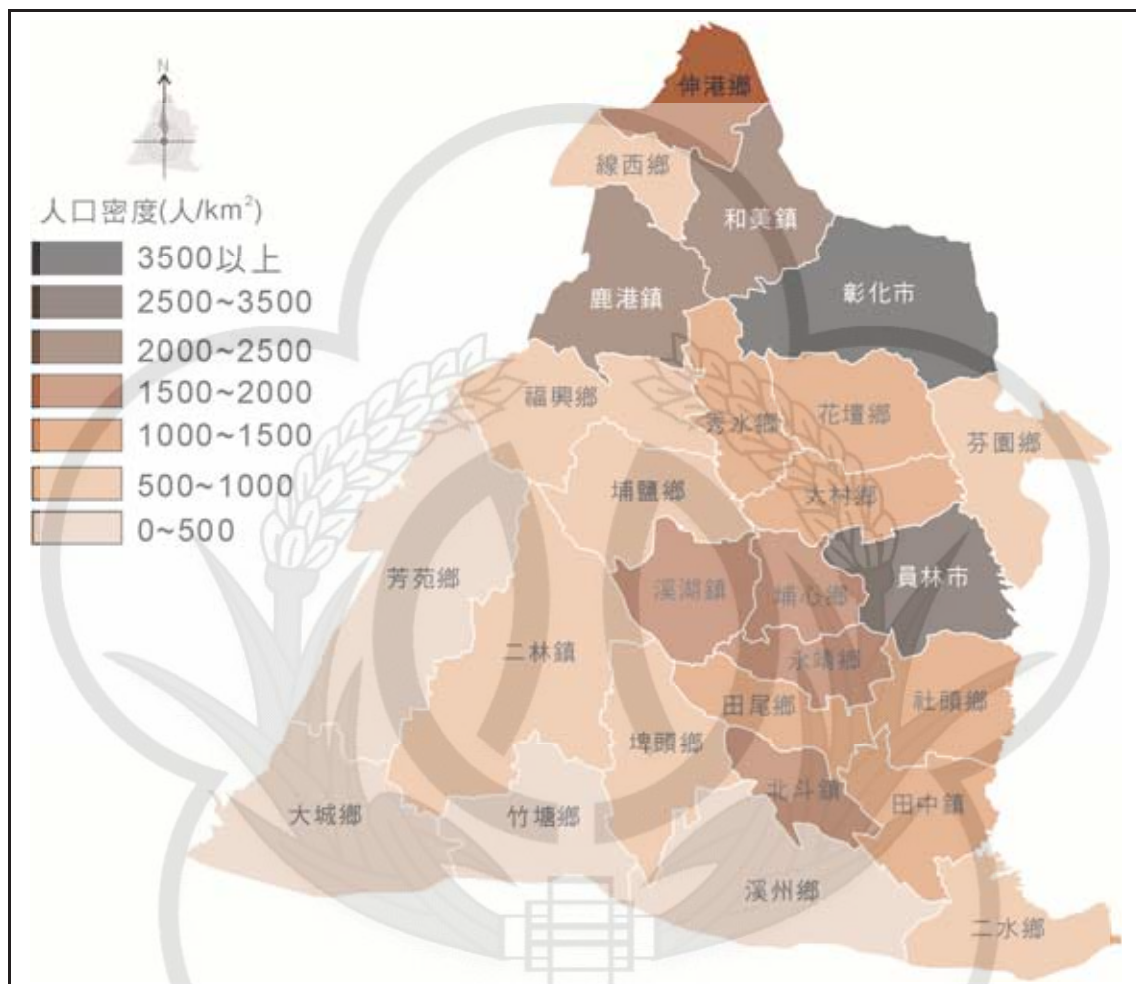 N
人口密度(人/km²)
3500以上
2500~3500
2000~2500
1500~2000
1000~1500
500~1000
0~500
伸港鄉
線西鄉
和美鎮
鹿港鎮
彰化市
福興鄉
秀水鄉
花壇鄉
芬園鄉
埔鹽鄉
大村鄉
芳苑鄉
溪湖鎮
埔心鄉
員林市
二林鎮
永靖鄉
田尾鄉
社頭鄉
埤頭鄉
北斗鎮
田中鎮
大城鄉
竹塘鄉
溪州鄉
二水鄉